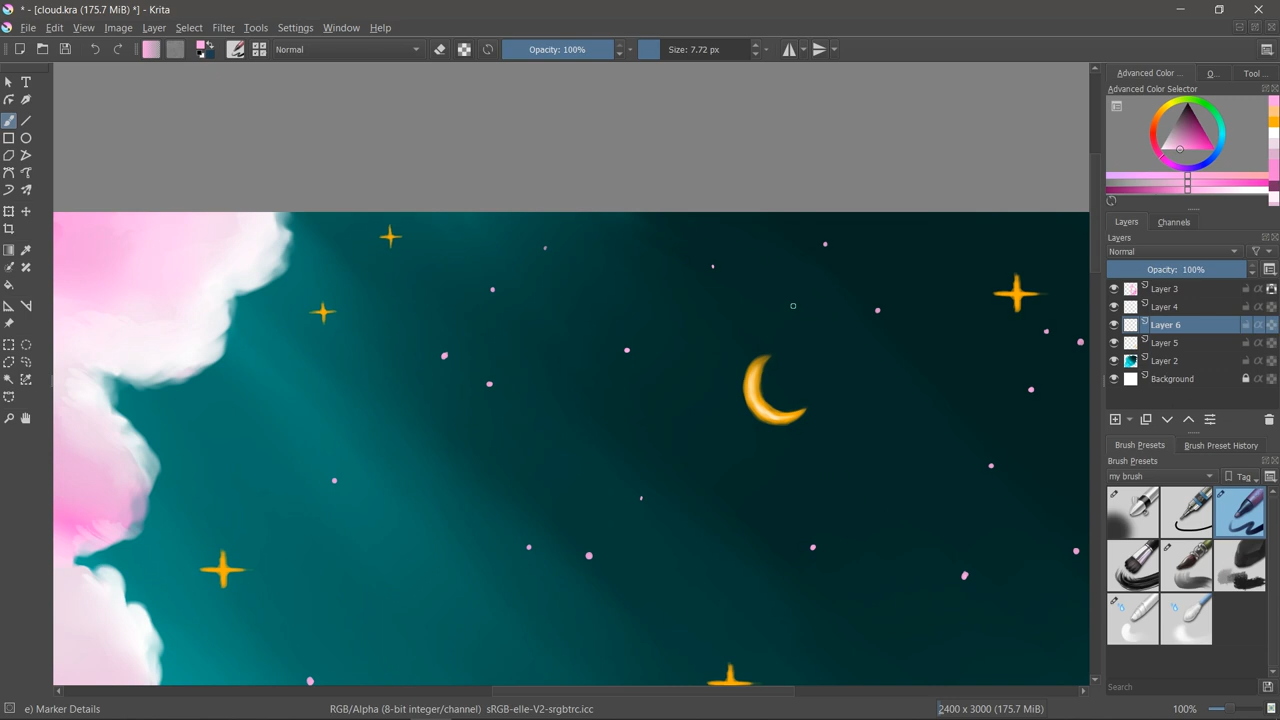 * - [cloud.kra (175.7 MiB) *] - Krita
File Edit View Image Layer Select Filter Tools Settings Window Help
Normal Opacity: 100% Size: 7.72 px
Advanced Color ... O... Tool ...
Advanced Color Selector
Layers Channels
Layers
Normal
Opacity: 100%
Layer 3
Layer 4
Layer 6
Layer 5
Layer 2
Background
Brush Presets Brush Preset History
Brush Presets
my brush Tag
Search
e) Marker Details RGB/Alpha (8-bit integer/channel) sRGB-elle-V2-srgbtrc.icc 2400 x 3000 (175.7 MiB) 100%